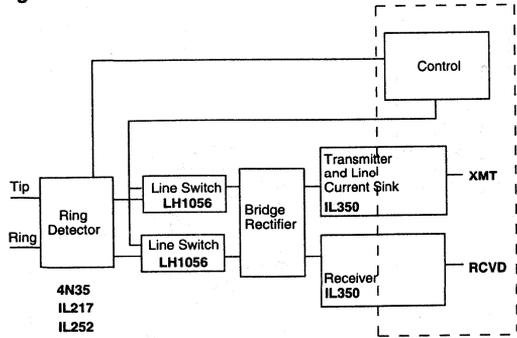 Control
Transmitter
and Line
Current Sink
IL350
XMT
Tip
Line Switch
LH1056
Ring
Detector
Bridge
Rectifier
Ring
Line Switch
LH1056
Receiver
IL350
RCVD
4N35
IL217
IL252